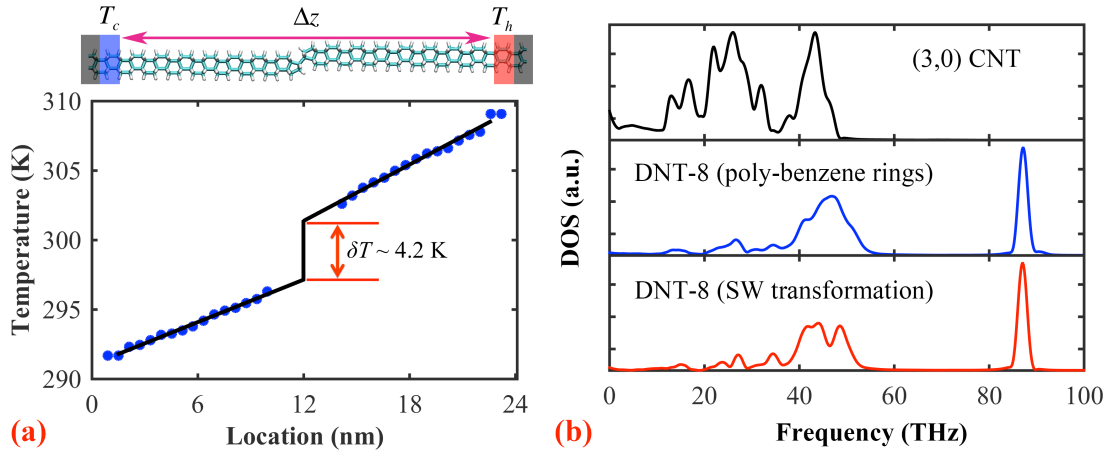 T_c Δz T_h
310
305
300
295
290
Temperature (K)
δT ~ 4.2 K
0 6 12 18 24
Location (nm)
(a)
(3,0) CNT
DNT-8 (poly-benzene rings)
DNT-8 (SW transformation)
DOS (a.u.)
0 20 40 60 80 100
Frequency (THz)
(b)